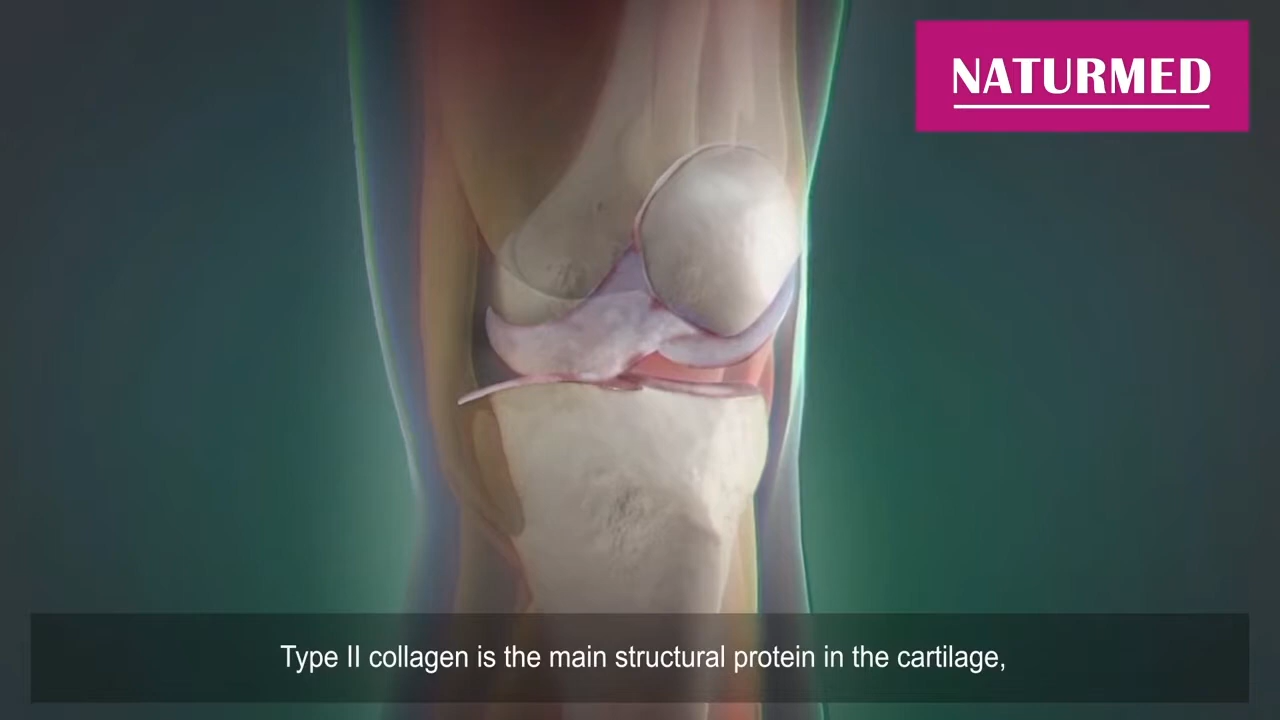 NATURMED
Type II collagen is the main structural protein in the cartilage,